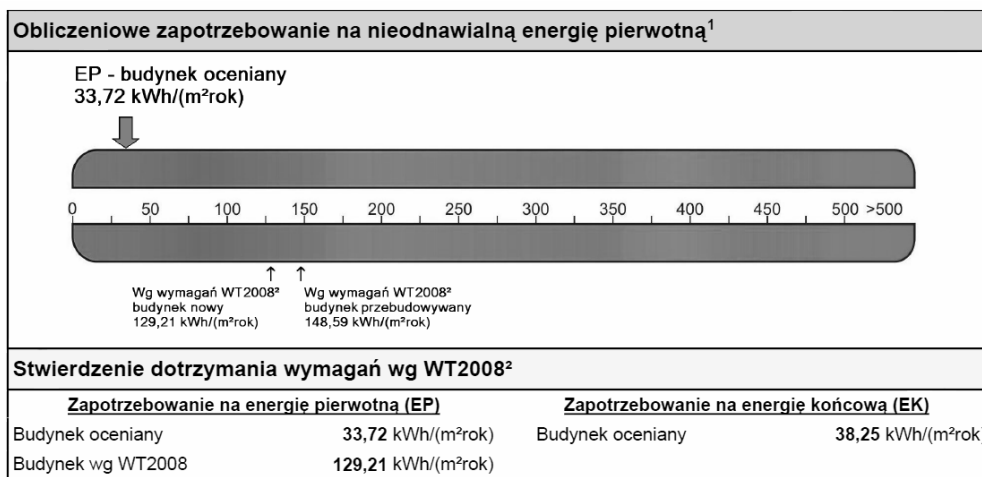 Obliczeniowe zapotrzebowanie na nieodnawialną energię pierwotną¹
EP - budynek oceniany
33,72 kWh/(m²rok)
0 50 100 150 200 250 300 350 400 450 500 >500
Wg wymagań WT2008²
budynek nowy
129,21 kWh/(m²rok)
Wg wymagań WT2008²
budynek przebudowywany
148,59 kWh/(m²rok)
Stwierdzenie dotrzymania wymagań wg WT2008²
Zapotrzebowanie na energię pierwotną (EP)
Budynek oceniany 33,72 kWh/(m²rok)
Budynek wg WT2008 129,21 kWh/(m²rok)
Zapotrzebowanie na energię końcową (EK)
Budynek oceniany 38,25 kWh/(m²rok)